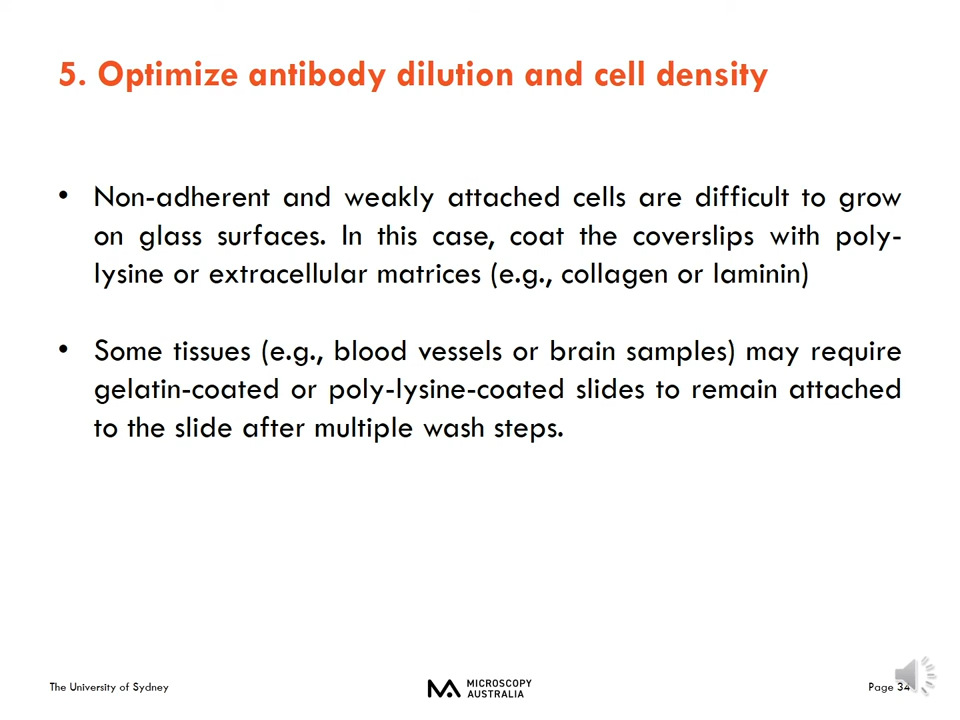 5. Optimize antibody dilution and cell density
• Non-adherent and weakly attached cells are difficult to grow
on glass surfaces. In this case, coat the coverslips with poly-
lysine or extracellular matrices (e.g., collagen or laminin)
• Some tissues (e.g., blood vessels or brain samples) may require
gelatin-coated or poly-lysine-coated slides to remain attached
to the slide after multiple wash steps.
The University of Sydney
MICROSCOPY
AUSTRALIA
Page 34